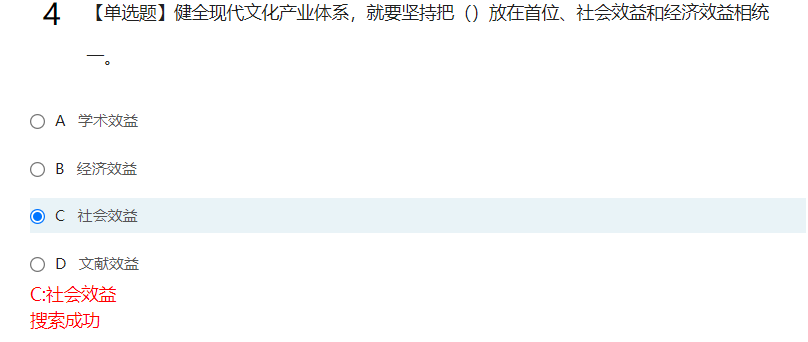 4 【单选题】健全现代文化产业体系，就要坚持把（）放在首位、社会效益和经济效益相统
一。
A 学术效益
B 经济效益
C 社会效益
D 文献效益
C:社会效益
搜索成功